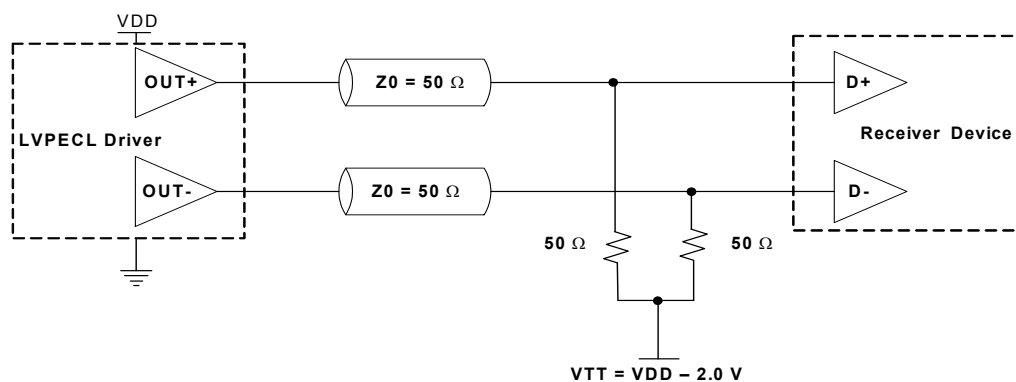 VDD
OUT+
Z0 = 50 Ω
D+
LVPECL Driver
Receiver Device
OUT-
Z0 = 50 Ω
D-
50 Ω
50 Ω
VTT = VDD – 2.0 V